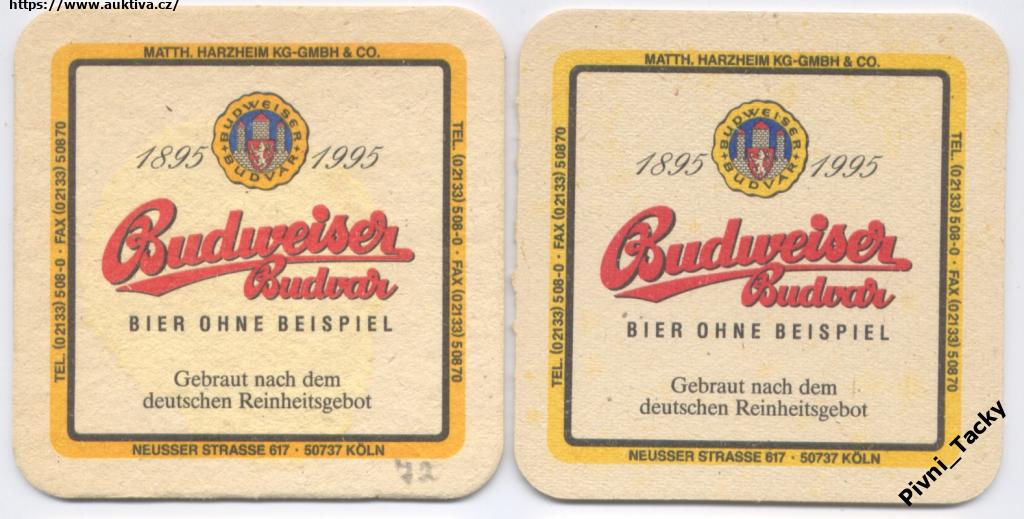 https://www.auktiva.cz/
MATTH. HARZHEIM KG-GMBH & CO.
TEL. (02133) 508-0 · FAX (02133) 50870
BUDWEISER
BUDVAR
1895 1995
Budweiser
Budvar
BIER OHNE BEISPIEL
Gebraut nach dem
deutschen Reinheitsgebot
TEL. (02133) 508-0 · FAX (02133) 50870
NEUSSER STRASSE 617 · 50737 KÖLN
72
MATTH. HARZHEIM KG-GMBH & CO.
TEL. (02133) 508-0 · FAX (02133) 50870
BUDWEISER
BUDVAR
1895 1995
Budweiser
Budvar
BIER OHNE BEISPIEL
Gebraut nach dem
deutschen Reinheitsgebot
TEL. (02133) 508-0 · FAX (02133) 50870
NEUSSER STRASSE 617 · 50737 KÖLN
Pivni_Tacky